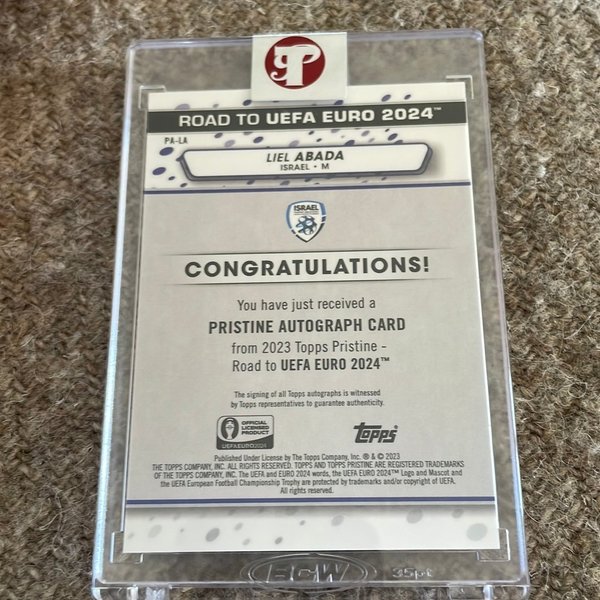 P
ROAD TO UEFA EURO 2024™
PA-LA
LIEL ABADA
ISRAEL • M
ISRAEL
CONGRATULATIONS!
You have just received a
PRISTINE AUTOGRAPH CARD
from 2023 Topps Pristine -
Road to UEFA EURO 2024™
The signing of all Topps autographs is witnessed
by Topps representatives to guarantee authenticity.
OFFICIAL
LICENSED
PRODUCT
UEFA EURO2024
topps
Published Under License by The Topps Company, Inc. ® & © 2023
THE TOPPS COMPANY, INC. ALL RIGHTS RESERVED. TOPPS AND TOPPS PRISTINE ARE REGISTERED TRADEMARKS
OF THE TOPPS COMPANY, INC. The UEFA and EURO 2024 words, the UEFA EURO 2024™ Logo and Mascot and
the UEFA European Football Championship Trophy are protected by trademarks and/or copyright of UEFA.
All rights reserved.
BCW
35pt